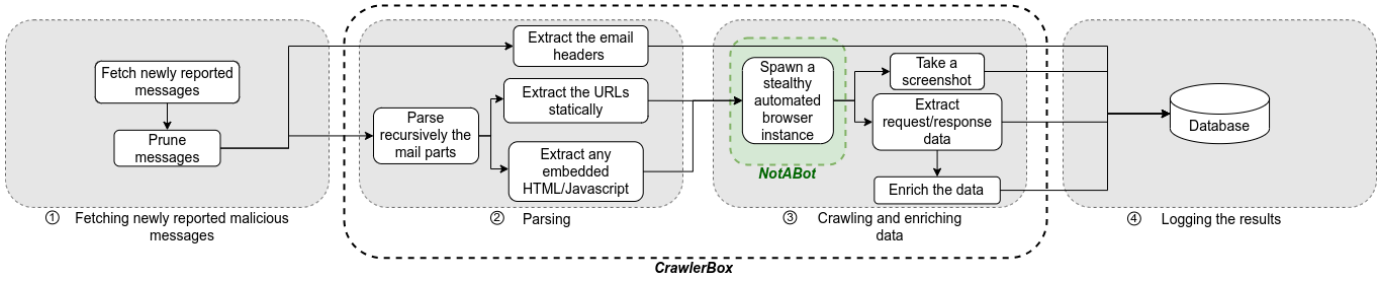 Fetch newly reported
messages
Prune
messages
① Fetching newly reported malicious
messages
Extract the email
headers
Parse
recursively the
mail parts
Extract the URLs
statically
Extract any
embedded
HTML/Javascript
② Parsing
Spawn a
stealthy
automated
browser
instance
NotABot
Take a
screenshot
Extract
request/response
data
Enrich the data
③ Crawling and enriching
data
CrawlerBox
Database
④ Logging the results